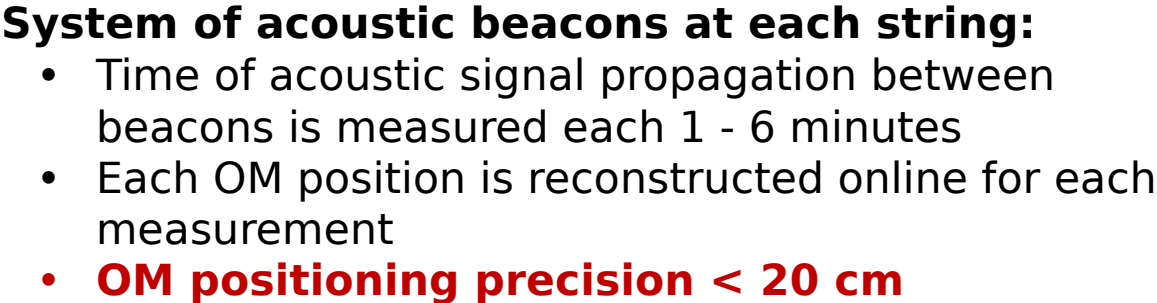 System of acoustic beacons at each string:
• Time of acoustic signal propagation between
beacons is measured each 1 - 6 minutes
• Each OM position is reconstructed online for each
measurement
• OM positioning precision < 20 cm